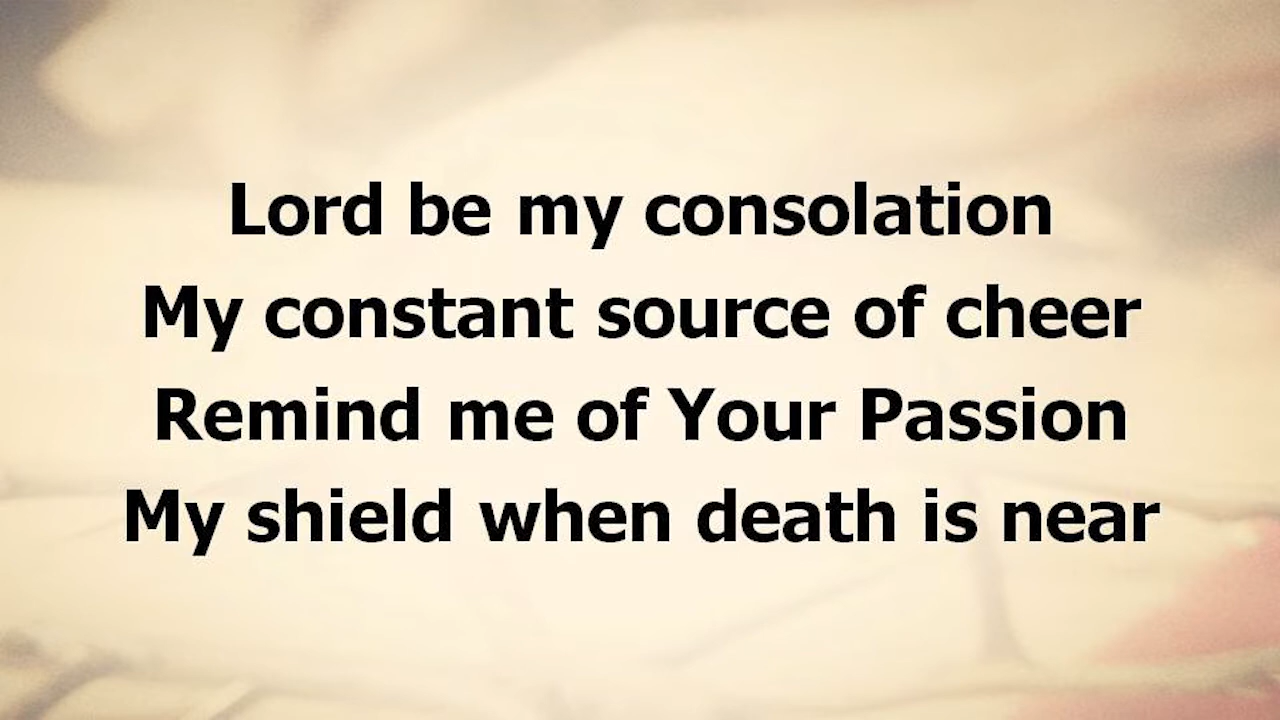 Lord be my consolation
My constant source of cheer
Remind me of Your Passion
My shield when death is near